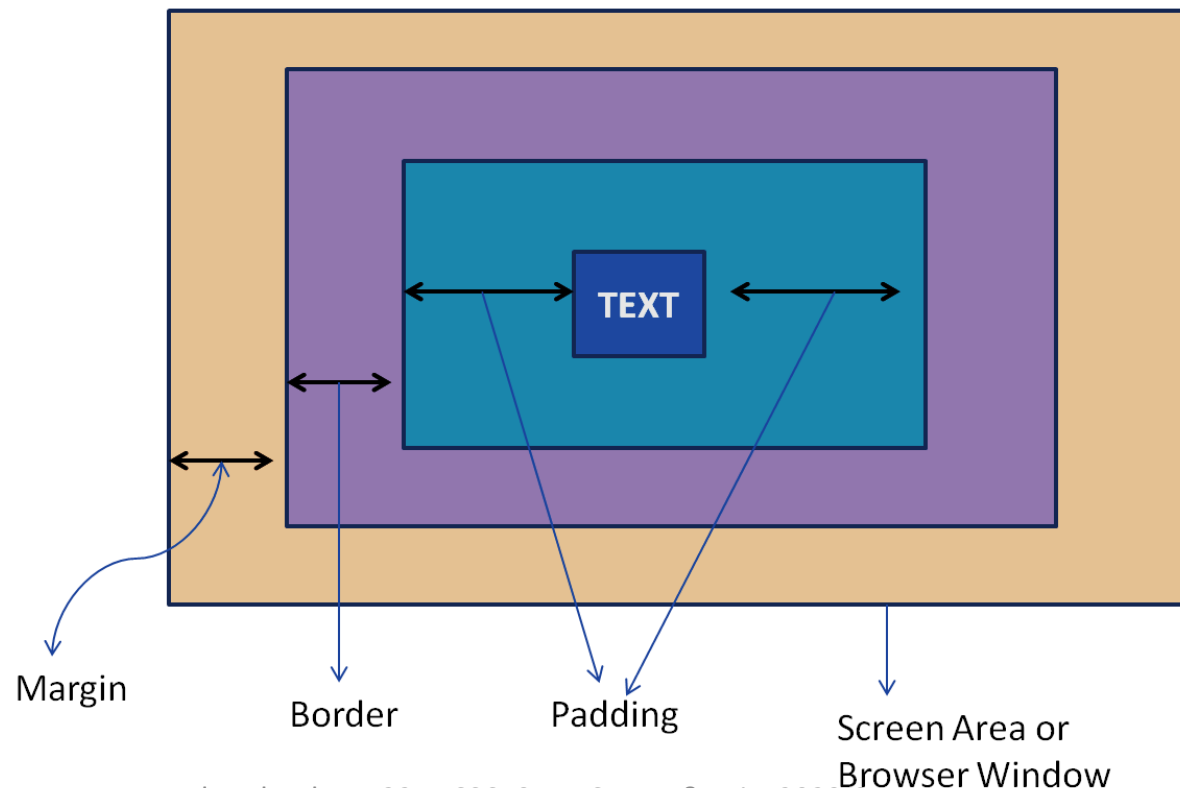 TEXT
Margin
Border
Padding
Screen Area or
Browser Window